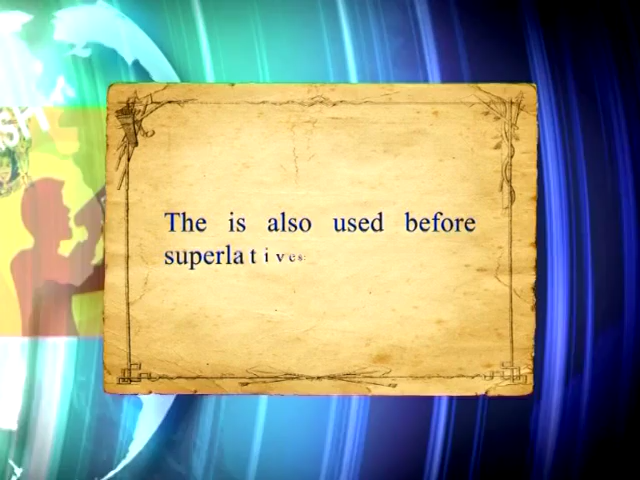 The is also used before
superlatives: